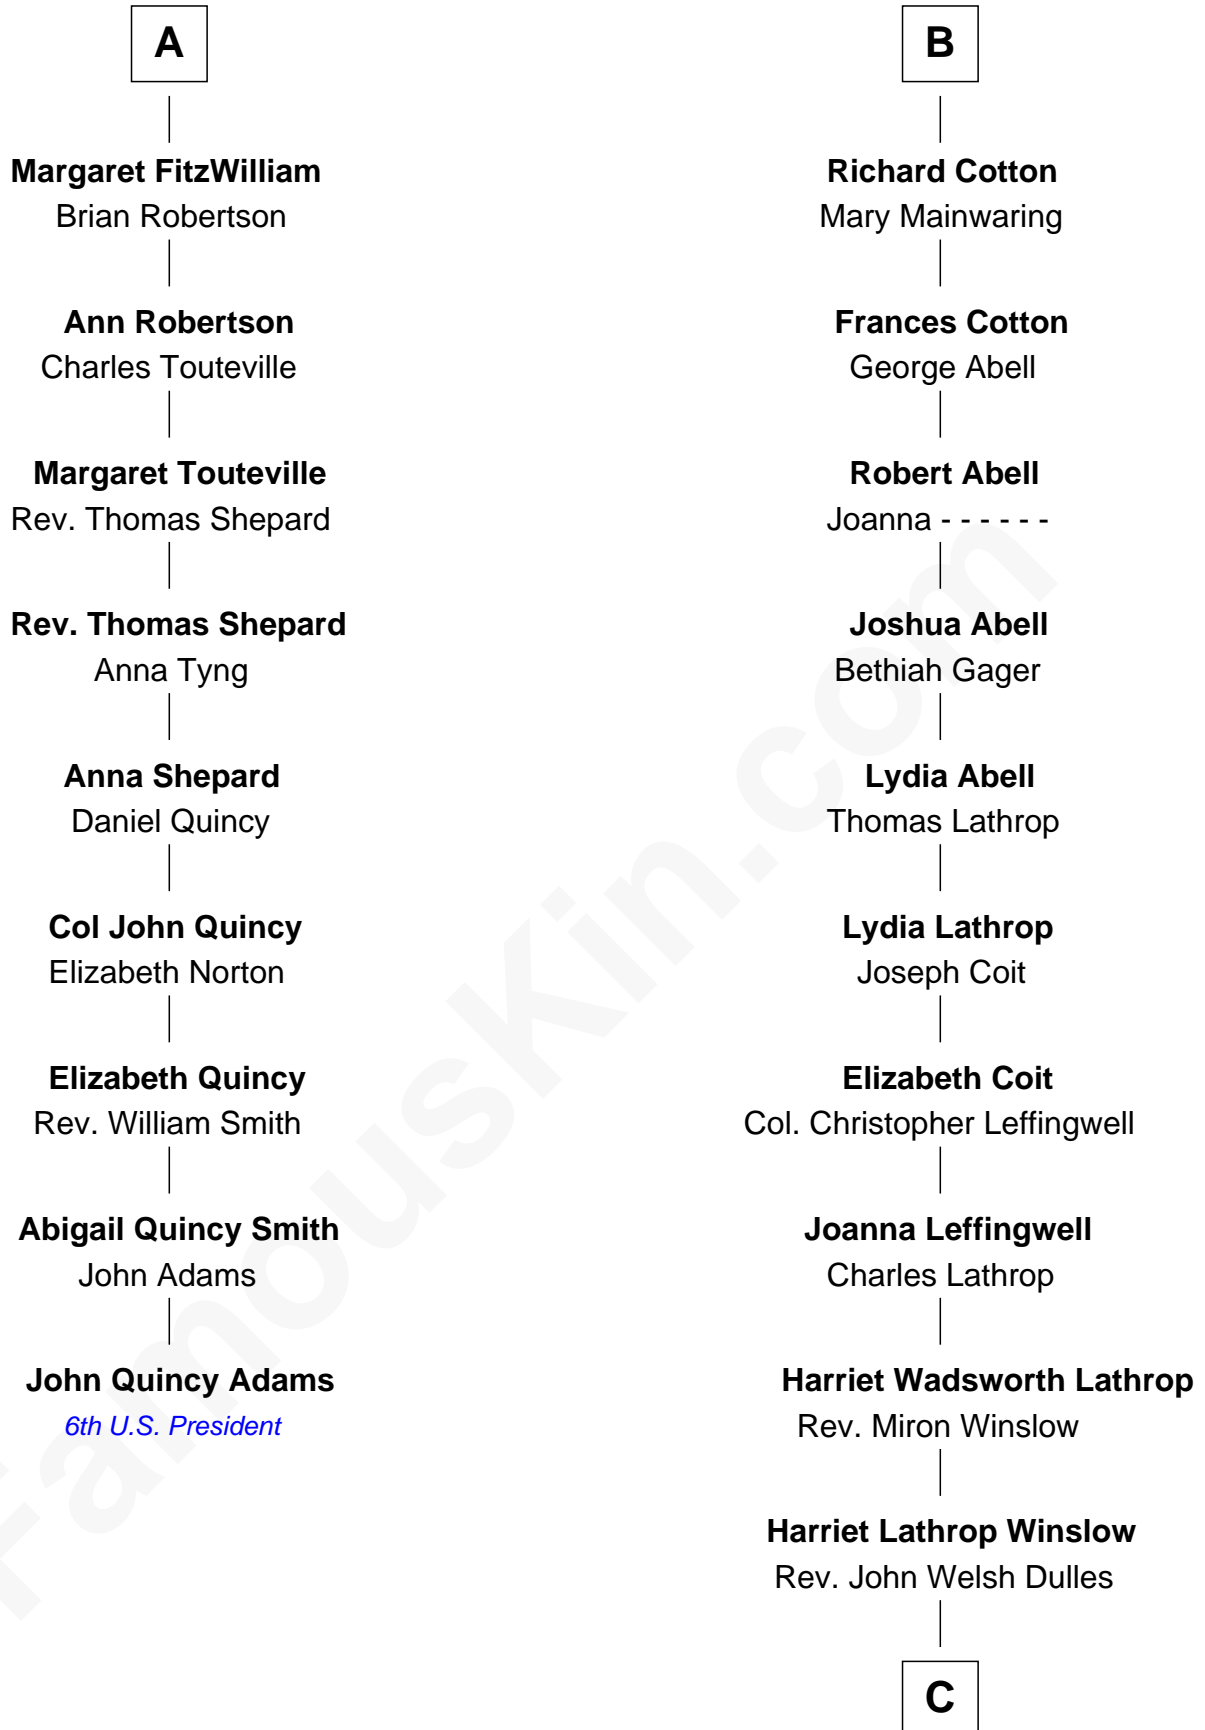 A
Margaret FitzWilliam
Brian Robertson
Ann Robertson
Charles Touteville
Margaret Touteville
Rev. Thomas Shepard
Rev. Thomas Shepard
Anna Tyng
Anna Shepard
Daniel Quincy
Col John Quincy
Elizabeth Norton
Elizabeth Quincy
Rev. William Smith
Abigail Quincy Smith
John Adams
John Quincy Adams
6th U.S. President
B
Richard Cotton
Mary Mainwaring
Frances Cotton
George Abell
Robert Abell
Joanna - - - - - -
Joshua Abell
Bethiah Gager
Lydia Abell
Thomas Lathrop
Lydia Lathrop
Joseph Coit
Elizabeth Coit
Col. Christopher Leffingwell
Joanna Leffingwell
Charles Lathrop
Harriet Wadsworth Lathrop
Rev. Miron Winslow
Harriet Lathrop Winslow
Rev. John Welsh Dulles
C
FamousKin.com